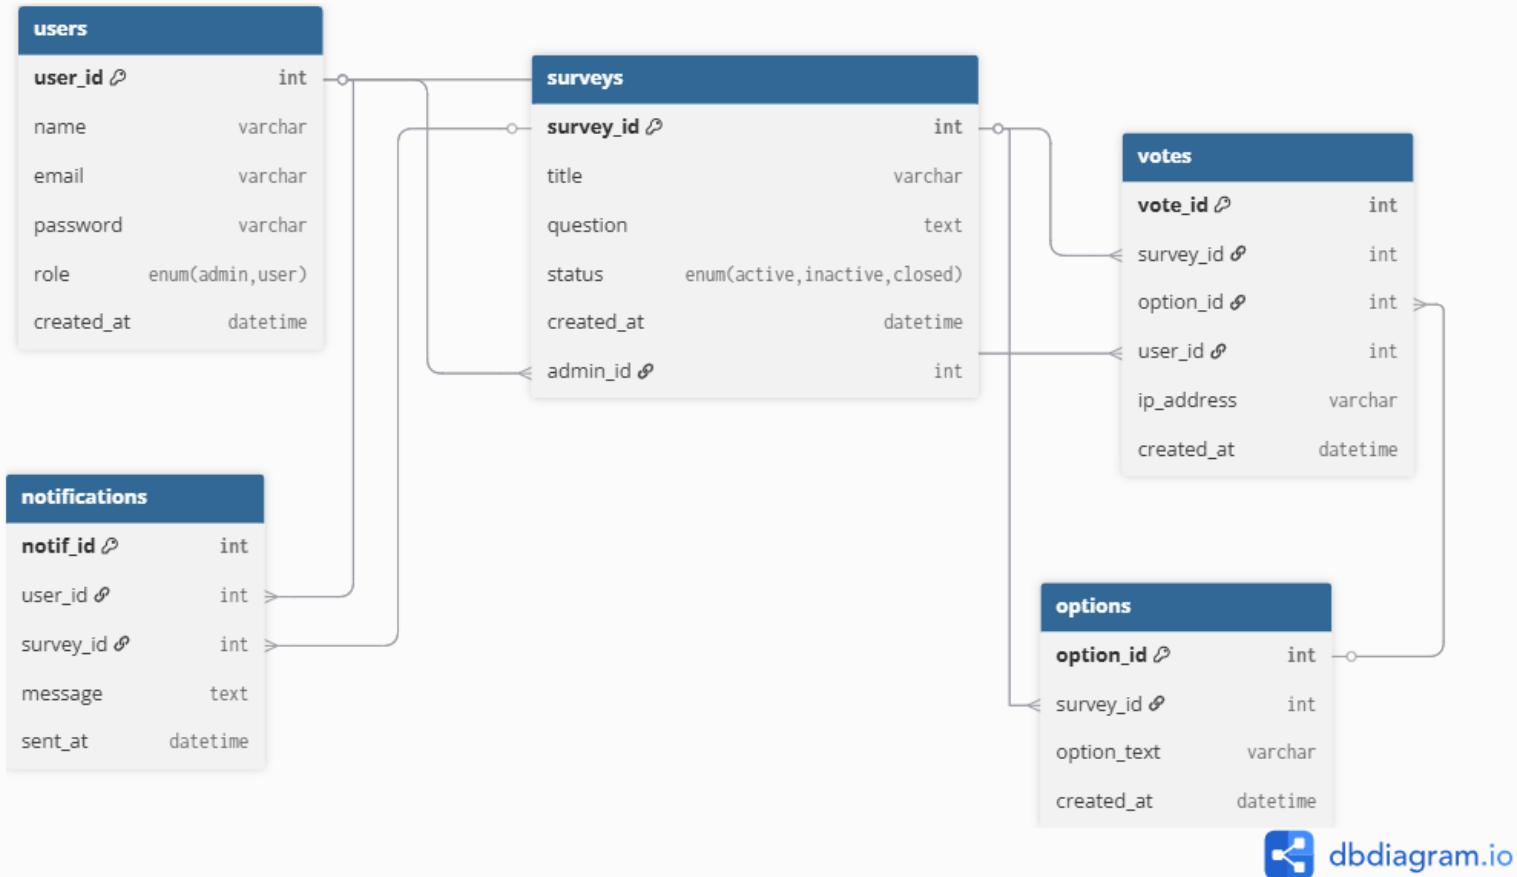 users
user_id int
name varchar
email varchar
password varchar
role enum(admin,user)
created_at datetime
surveys
survey_id int
title varchar
question text
status enum(active,inactive,closed)
created_at datetime
admin_id int
votes
vote_id int
survey_id int
option_id int
user_id int
ip_address varchar
created_at datetime
notifications
notif_id int
user_id int
survey_id int
message text
sent_at datetime
options
option_id int
survey_id int
option_text varchar
created_at datetime
dbdiagram.io